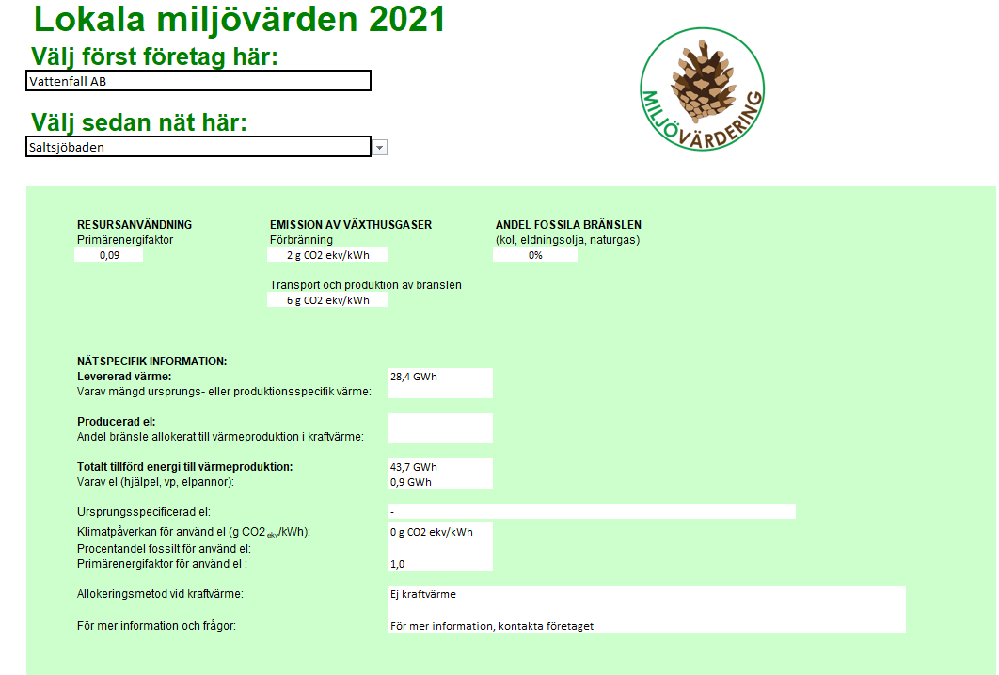 Lokala miljövärden 2021
Välj först företag här:
Vattenfall AB
Välj sedan nät här:
Saltsjöbaden
MILJÖVÄRDERING
RESURSANVÄNDNING EMISSION AV VÄXTHUSGASER ANDEL FOSSILA BRÄNSLEN
Primärenergifaktor Förbränning (kol, eldningsolja, naturgas)
0,09 2 g CO2 ekv/kWh 0%
Transport och produktion av bränslen
6 g CO2 ekv/kWh
NÄTSPECIFIK INFORMATION:
Levererad värme: 28,4 GWh
Varav mängd ursprungs- eller produktionsspecifik värme:
Producerad el:
Andel bränsle allokerat till värmeproduktion i kraftvärme:
Totalt tillförd energi till värmeproduktion: 43,7 GWh
Varav el (hjälpel, vp, elpannor): 0,9 GWh
Ursprungsspecificerad el: -
Klimatpåverkan för använd el (g CO2 ekv/kWh): 0 g CO2 ekv/kWh
Procentandel fossilt för använd el:
Primärenergifaktor för använd el : 1,0
Allokeringsmetod vid kraftvärme: Ej kraftvärme
För mer information och frågor: För mer information, kontakta företaget